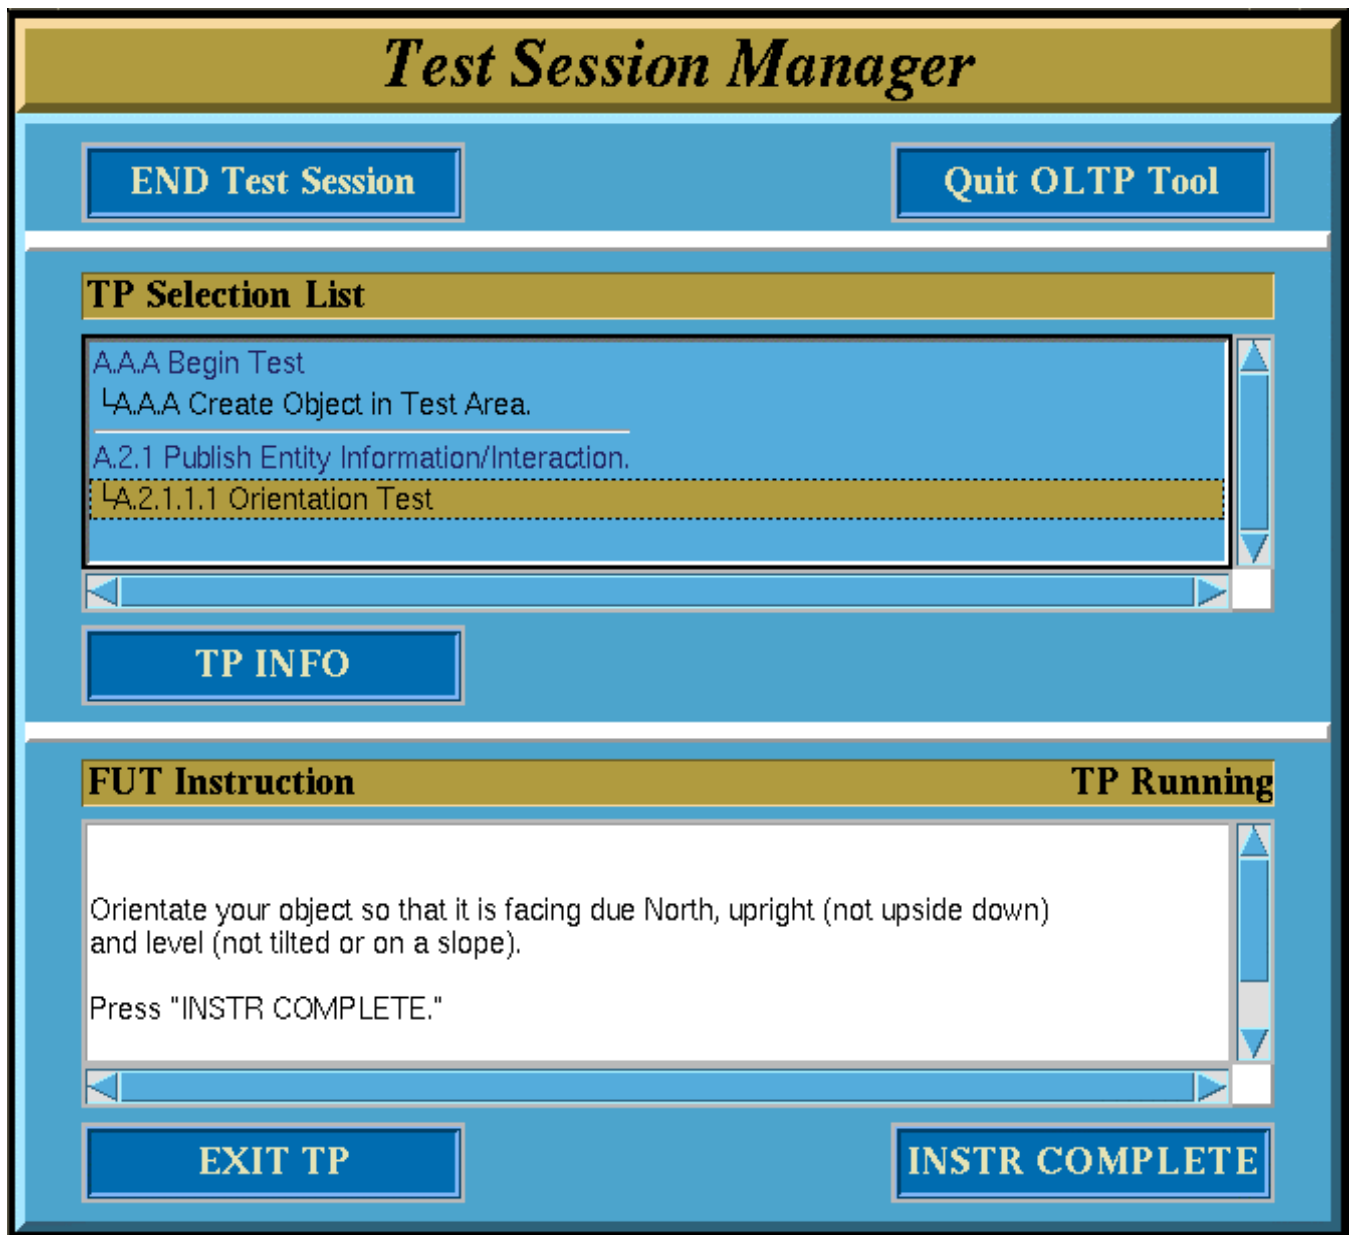 Test Session Manager
END Test Session
Quit OLTP Tool
TP Selection List
A.A.A Begin Test
A.A.A Create Object in Test Area.
A.2.1 Publish Entity Information/Interaction.
A.2.1.1.1 Orientation Test
TP INFO
FUT Instruction
TP Running
Orientate your object so that it is facing due North, upright (not upside down)
and level (not tilted or on a slope).
Press "INSTR COMPLETE."
EXIT TP
INSTR COMPLETE